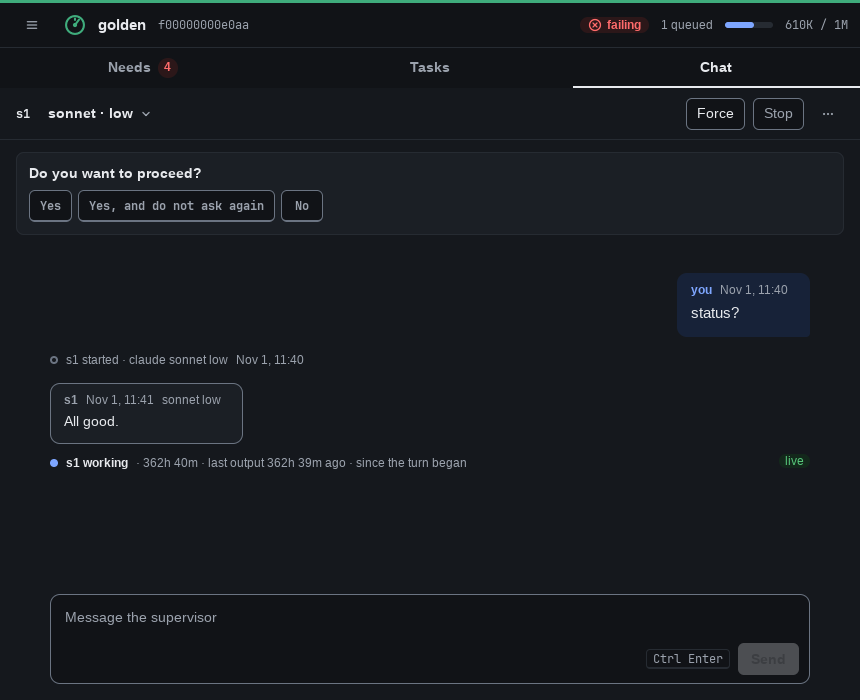 golden f00000000e0aa failing 1 queued 610K / 1M
Needs 4 Tasks Chat
s1 sonnet · low Force Stop ···
Do you want to proceed?
Yes Yes, and do not ask again No
you Nov 1, 11:40
status?
s1 started · claude sonnet low Nov 1, 11:40
s1 Nov 1, 11:41 sonnet low
All good.
s1 working · 362h 40m · last output 362h 39m ago · since the turn began live
Message the supervisor
Ctrl Enter Send